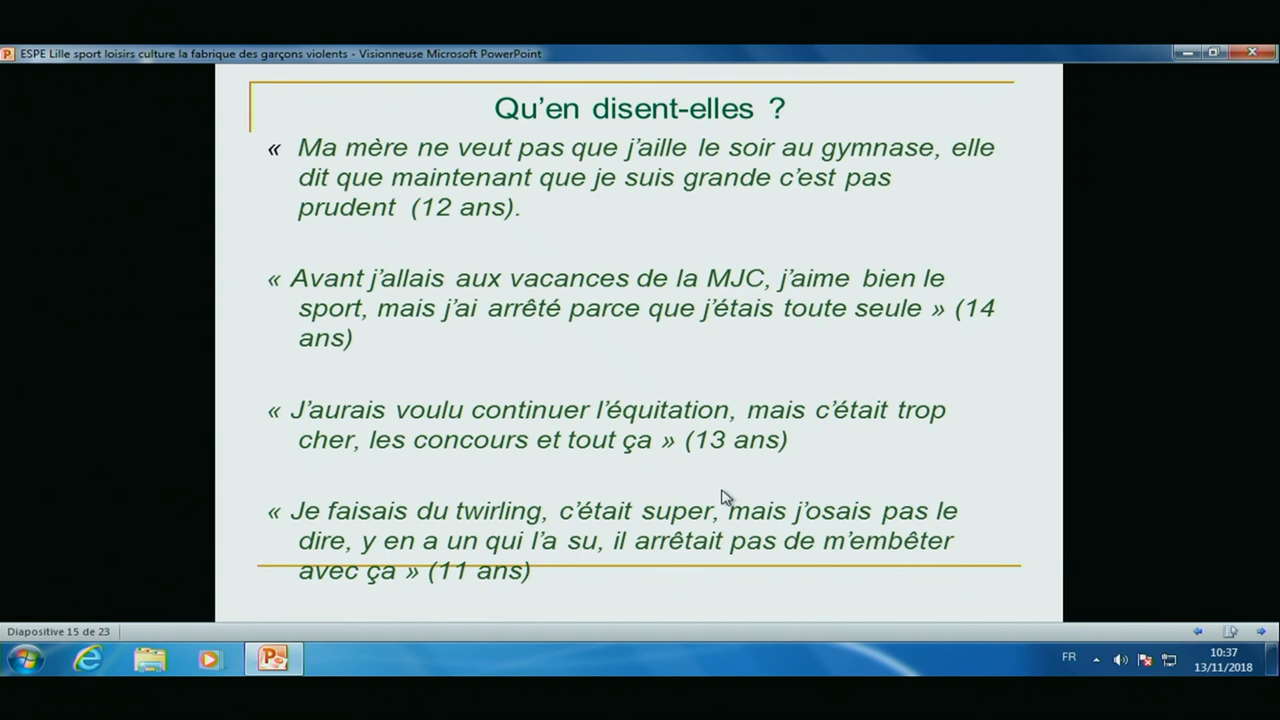 ESPE Lille sport loisirs culture la fabrique des garçons violents - Visionneuse Microsoft PowerPoint
Qu’en disent-elles ?
« Ma mère ne veut pas que j’aille le soir au gymnase, elle
dit que maintenant que je suis grande c’est pas
prudent (12 ans).
« Avant j’allais aux vacances de la MJC, j’aime bien le
sport, mais j’ai arrêté parce que j’étais toute seule » (14
ans)
« J’aurais voulu continuer l’équitation, mais c’était trop
cher, les concours et tout ça » (13 ans)
« Je faisais du twirling, c’était super, mais j’osais pas le
dire, y en a un qui l’a su, il arrêtait pas de m’embêter
avec ça » (11 ans)
Diapositive 15 de 23
FR
10:37
13/11/2018